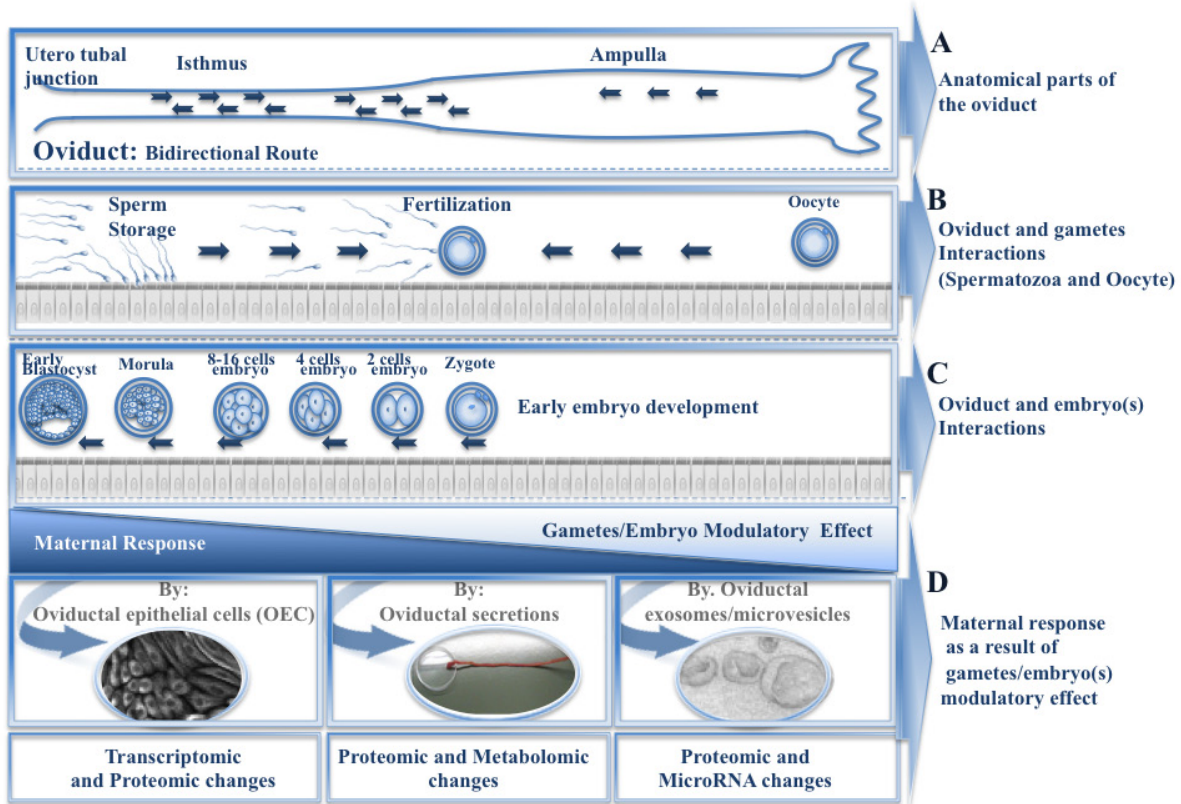 Utero tubal
junction
Isthmus
Ampulla
Oviduct: Bidirectional Route
A
Anatomical parts of
the oviduct
Sperm
Storage
Fertilization
Oocyte
B
Oviduct and gametes
Interactions
(Spermatozoa and Oocyte)
Early
Blastocyst
Morula
8-16 cells
embryo
4 cells
embryo
2 cells
embryo
Zygote
Early embryo development
C
Oviduct and embryo(s)
Interactions
Maternal Response
Gametes/Embryo Modulatory Effect
By:
Oviductal epithelial cells (OEC)
By:
Oviductal secretions
By. Oviductal
exosomes/microvesicles
D
Maternal response
as a result of
gametes/embryo(s)
modulatory effect
Transcriptomic
and Proteomic changes
Proteomic and Metabolomic
changes
Proteomic and
MicroRNA changes